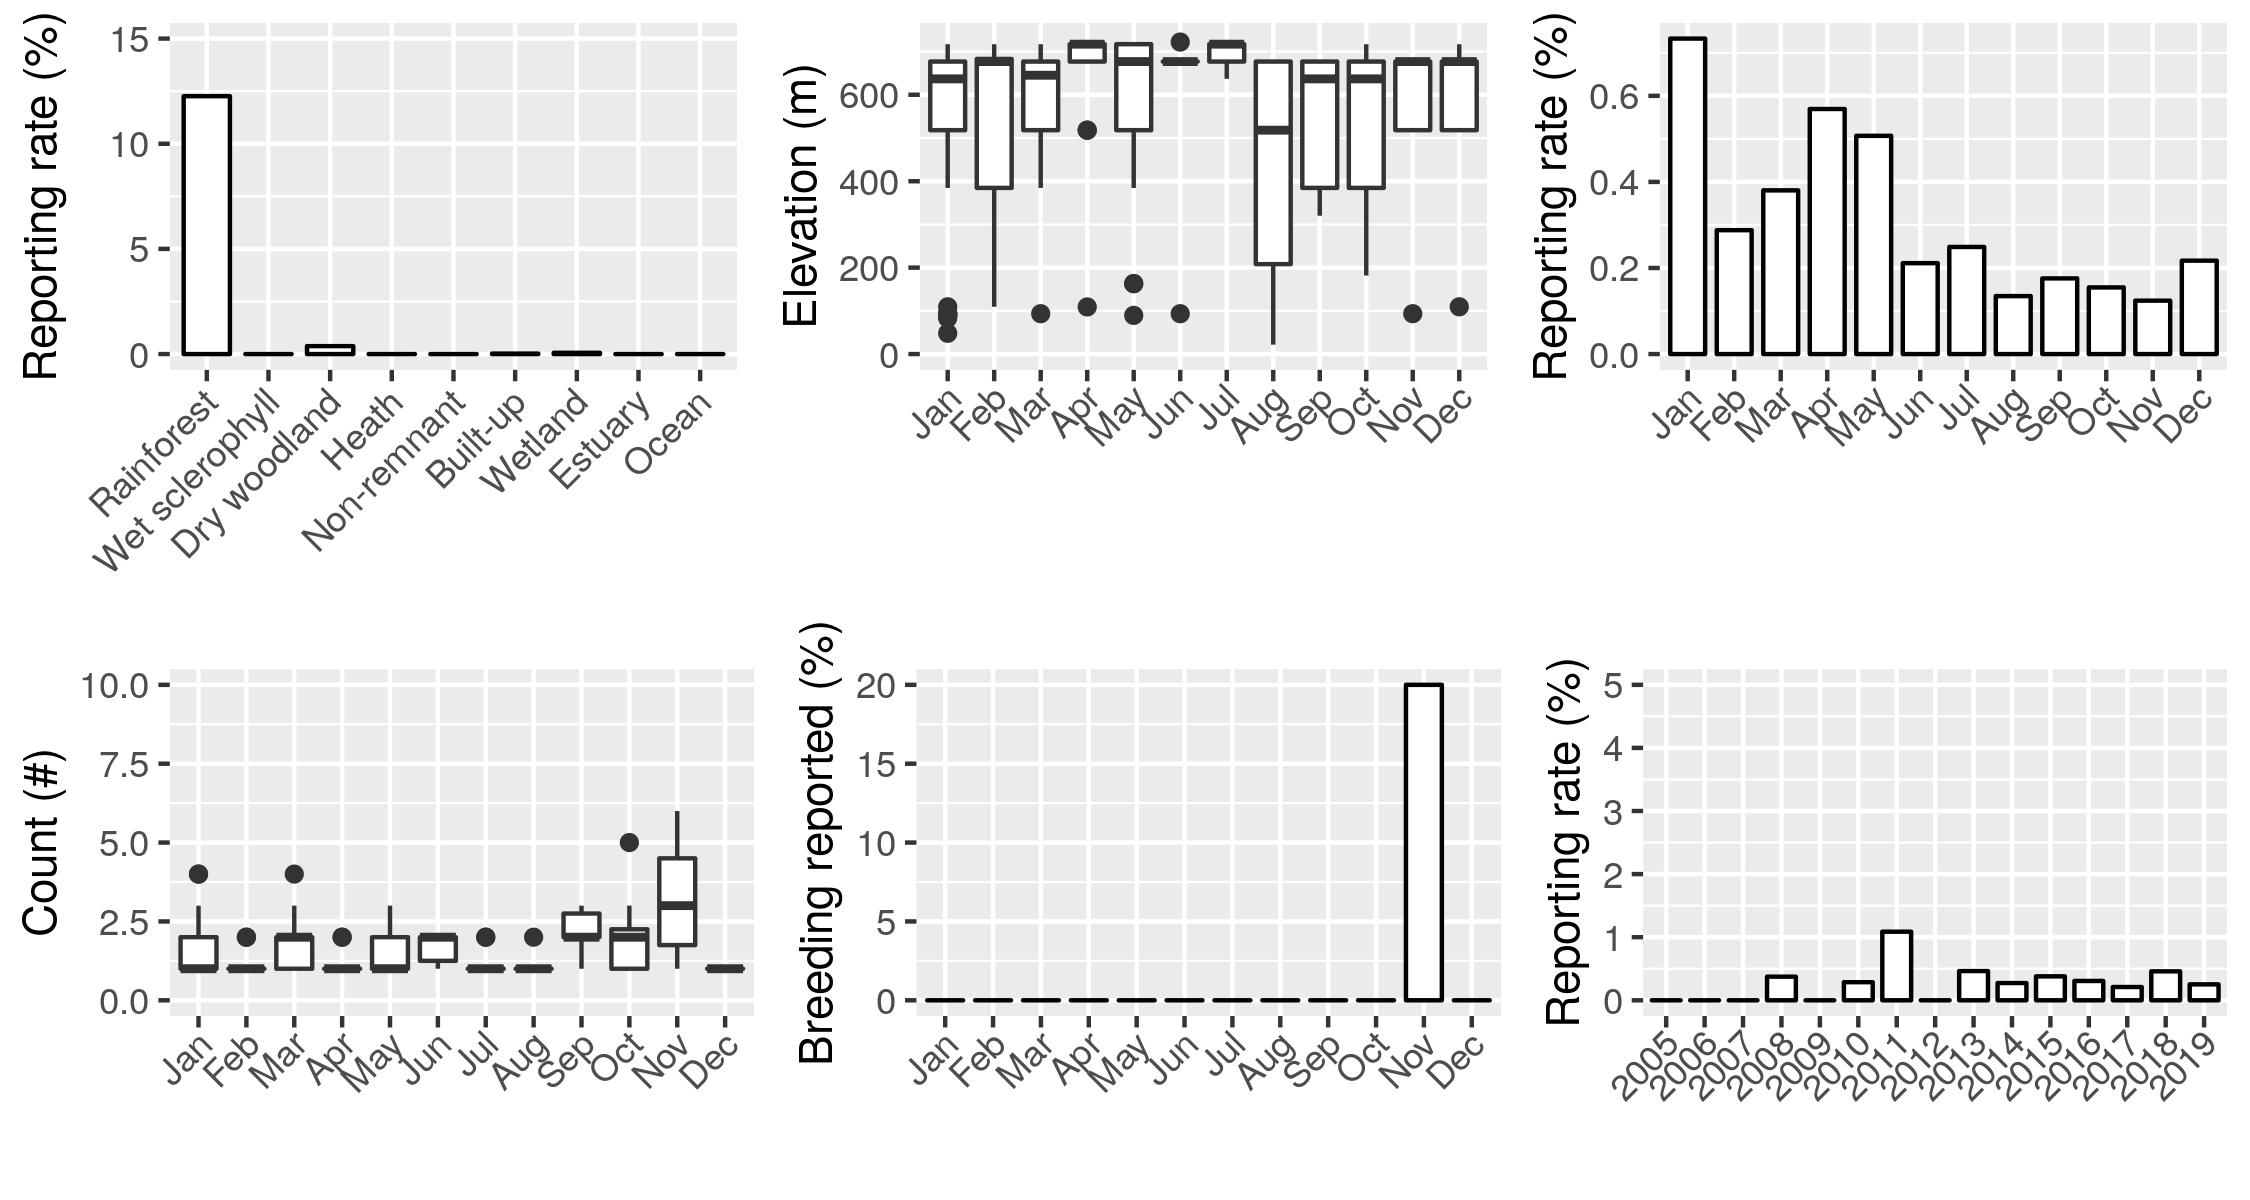 Reporting rate (%)
15
10
5
0
Rainforest
Wet sclerophyll
Dry woodland
Heath
Non-remnant
Built-up
Wetland
Estuary
Ocean
Elevation (m)
600
400
200
0
Jan
Feb
Mar
Apr
May
Jun
Jul
Aug
Sep
Oct
Nov
Dec
Reporting rate (%)
0.6
0.4
0.2
0.0
Jan
Feb
Mar
Apr
May
Jun
Jul
Aug
Sep
Oct
Nov
Dec
Count (#)
10.0
7.5
5.0
2.5
0.0
Jan
Feb
Mar
Apr
May
Jun
Jul
Aug
Sep
Oct
Nov
Dec
Breeding reported (%)
20
15
10
5
0
Jan
Feb
Mar
Apr
May
Jun
Jul
Aug
Sep
Oct
Nov
Dec
Reporting rate (%)
5
4
3
2
1
0
2005
2006
2007
2008
2009
2010
2011
2012
2013
2014
2015
2016
2017
2018
2019